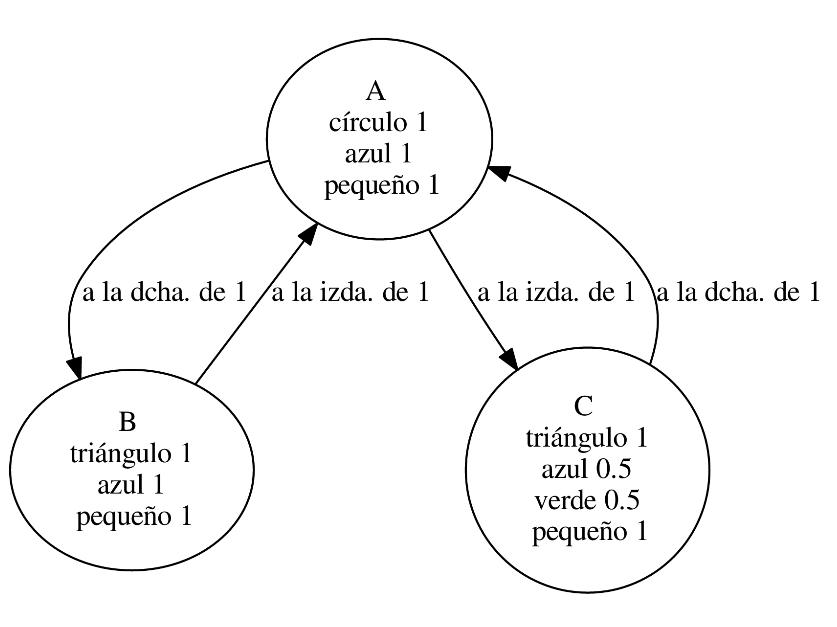 A
círculo 1
azul 1
pequeño 1
a la dcha. de 1
a la izda. de 1
a la izda. de 1
a la dcha. de 1
B
triángulo 1
azul 1
pequeño 1
C
triángulo 1
azul 0.5
verde 0.5
pequeño 1